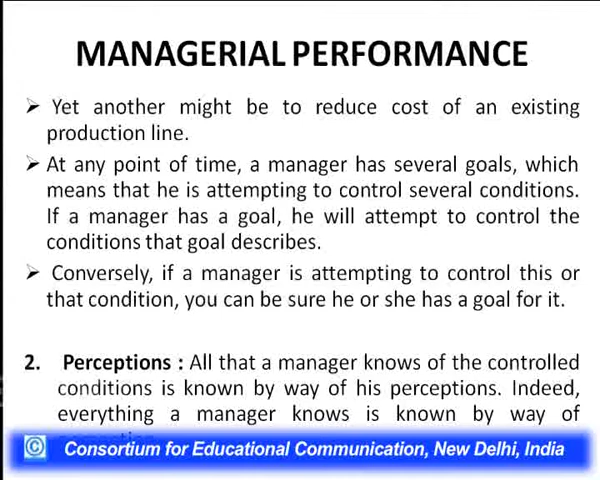 MANAGERIAL PERFORMANCE
➢ Yet another might be to reduce cost of an existing
production line.
➢ At any point of time, a manager has several goals, which
means that he is attempting to control several conditions.
If a manager has a goal, he will attempt to control the
conditions that goal describes.
➢ Conversely, if a manager is attempting to control this or
that condition, you can be sure he or she has a goal for it.
2. Perceptions : All that a manager knows of the controlled
conditions is known by way of his perceptions. Indeed,
everything a manager knows is known by way of
© Consortium for Educational Communication, New Delhi, India